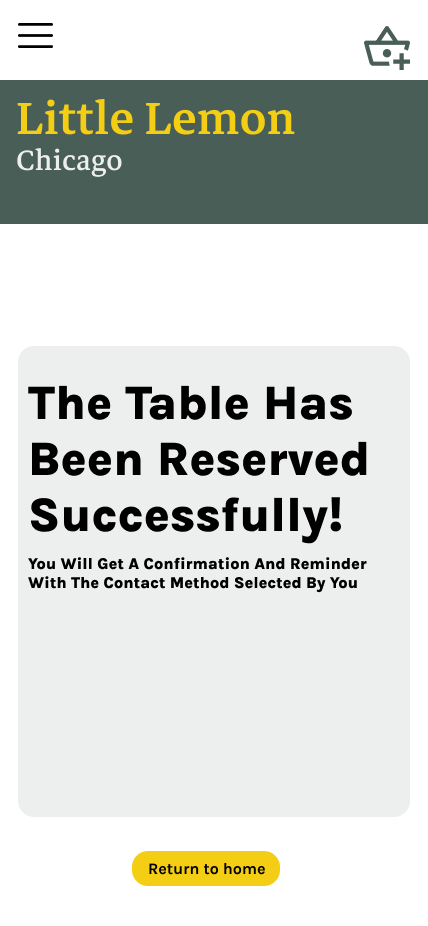 Little Lemon
Chicago
The Table Has
Been Reserved
Successfully!
You Will Get A Confirmation And Reminder
With The Contact Method Selected By You
Return to home